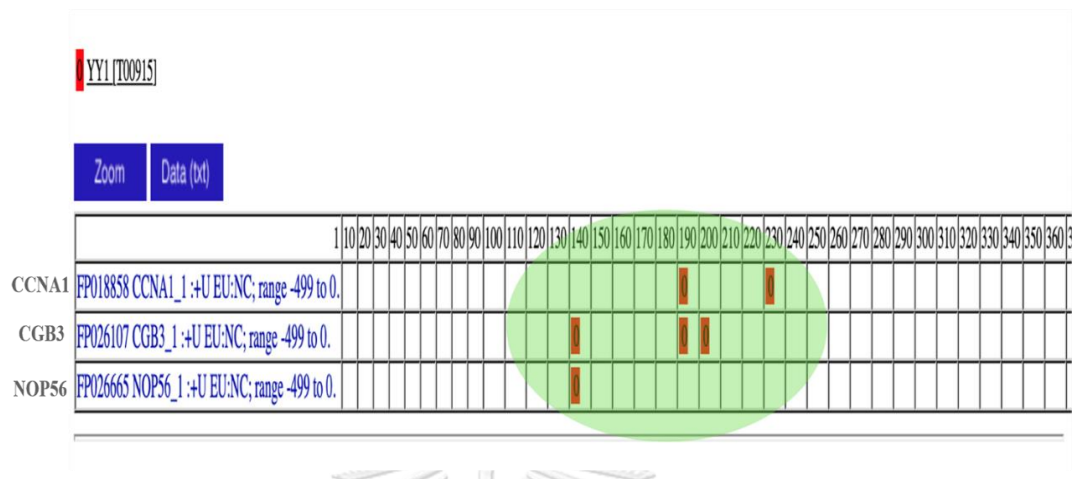 0 YY1 [T00915]
Zoom Data (txt)
1 10 20 30 40 50 60 70 80 90 100 110 120 130 140 150 160 170 180 190 200 210 220 230 240 250 260 270 280 290 300 310 320 330 340 350 360 3
CCNA1 FP018858 CCNA1_1 :+U EU:NC; range -499 to 0. 0 0
CGB3 FP026107 CGB3_1 :+U EU:NC; range -499 to 0. 0 0 0
NOP56 FP026665 NOP56_1 :+U EU:NC; range -499 to 0. 0